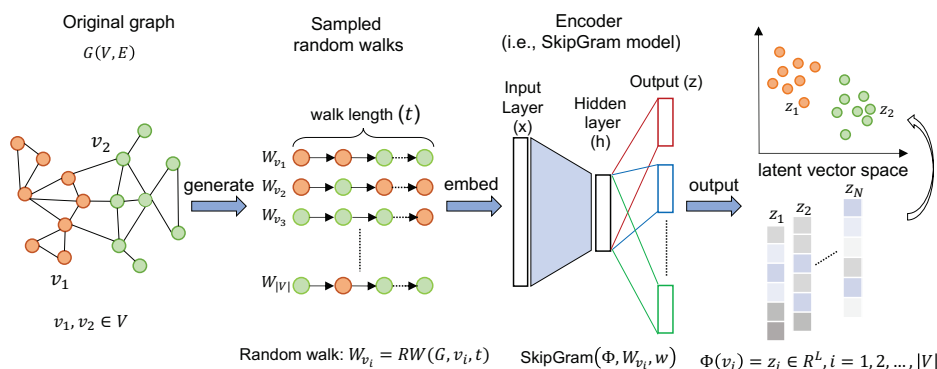 Original graph
G(V, E)
v₂
v₁
v₁, v₂ ∈ V
generate
Sampled
random walks
walk length (t)
W_{v₁}
W_{v₂}
W_{v₃}
W_{|V|}
Random walk: W_{vᵢ} = RW(G, vᵢ, t)
embed
Encoder
(i.e., SkipGram model)
Input
Layer
(x)
Hidden
layer
(h)
Output (z)
SkipGram(Φ, W_{vᵢ}, w)
output
z₁
z₂
latent vector space
z₁
z₂
z_N
Φ(vᵢ) = zᵢ ∈ R^L, i = 1, 2, ..., |V|